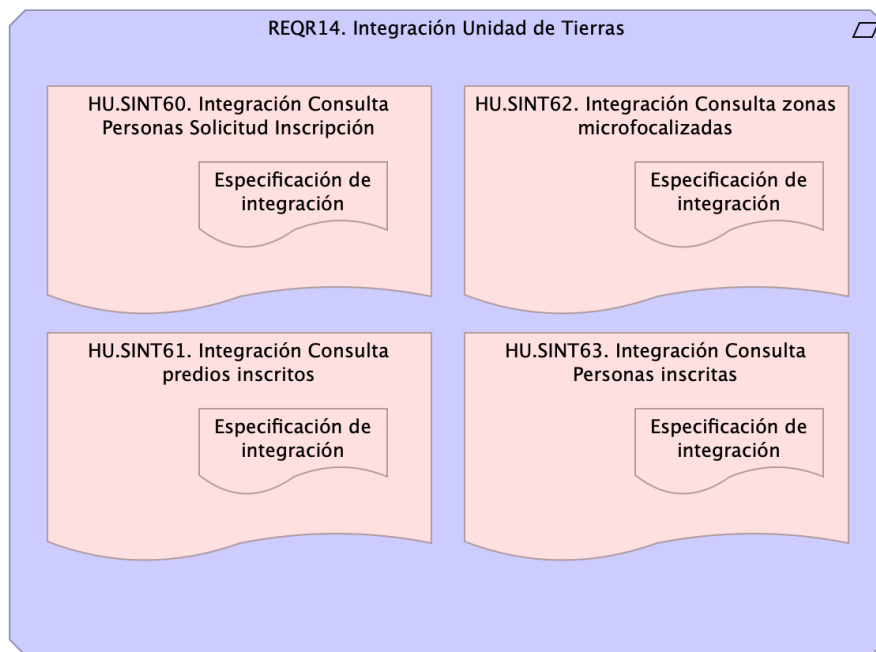 REQR14. Integración Unidad de Tierras
HU.SINT60. Integración Consulta
Personas Solicitud Inscripción
Especificación de
integración
HU.SINT62. Integración Consulta zonas
microfocalizadas
Especificación de
integración
HU.SINT61. Integración Consulta
predios inscritos
Especificación de
integración
HU.SINT63. Integración Consulta
Personas inscritas
Especificación de
integración